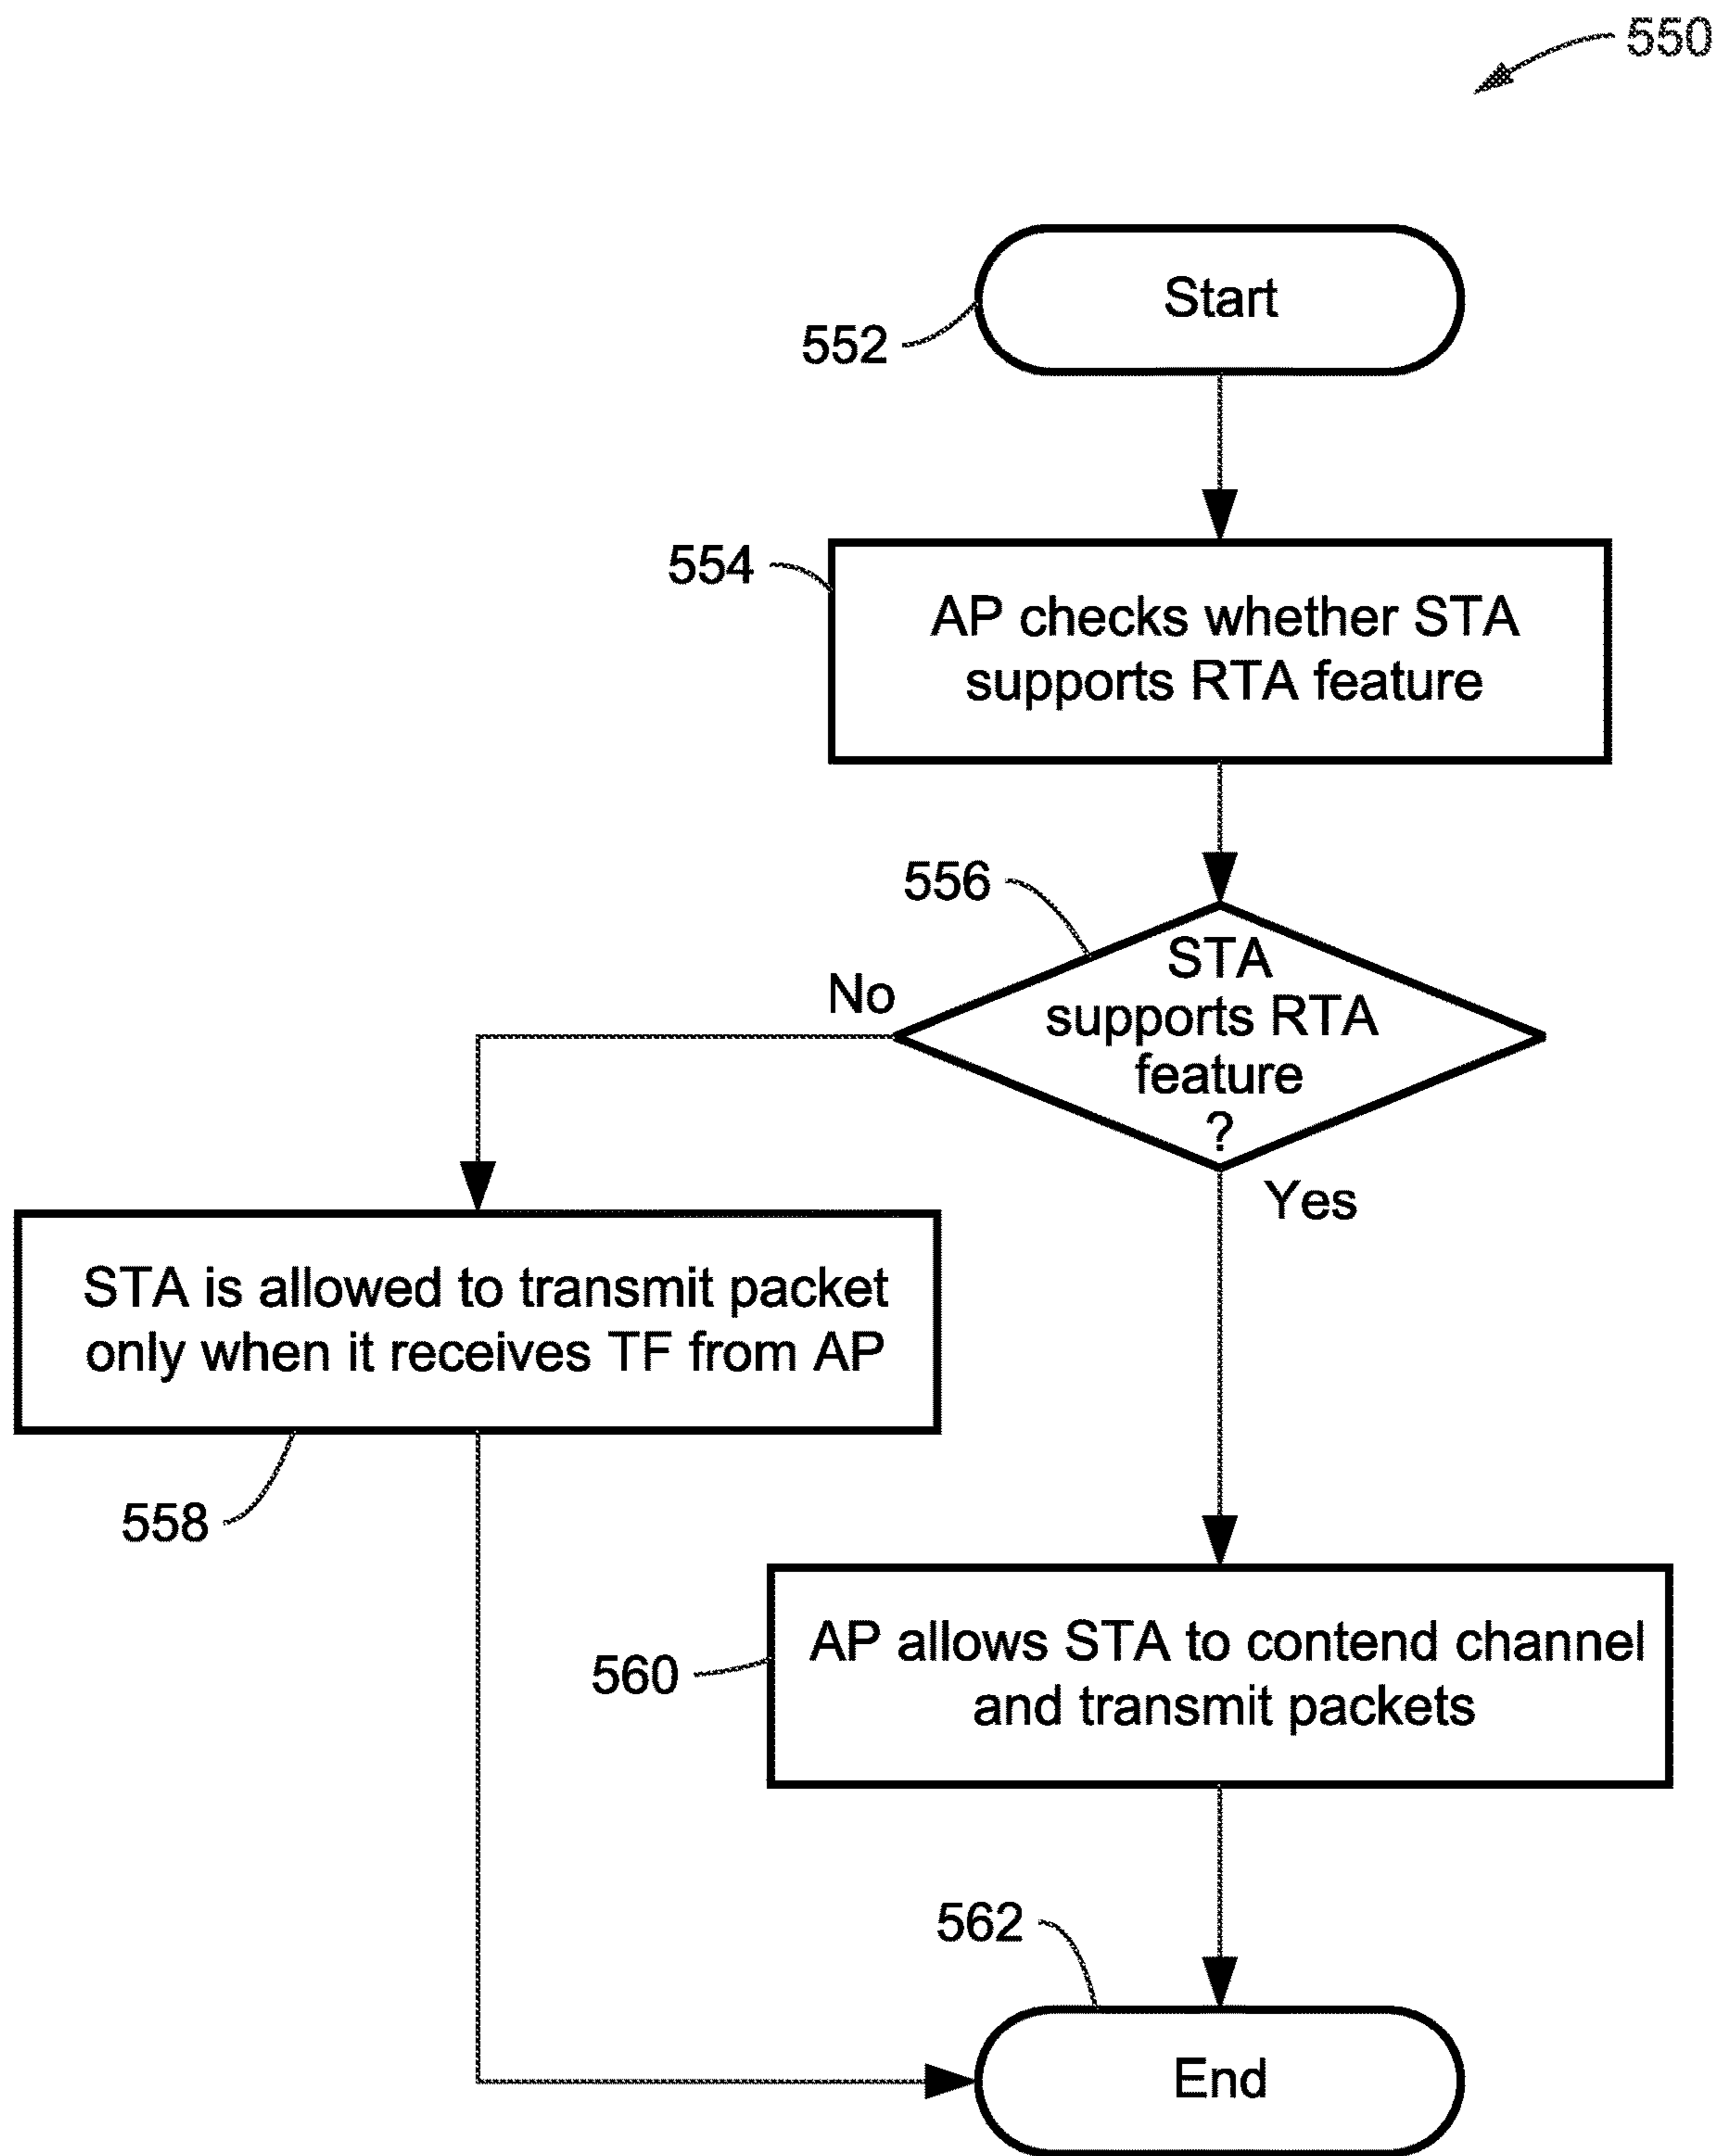 550
Start
552
554
AP checks whether STA
supports RTA feature
556
STA
supports RTA
feature
?
No
Yes
STA is allowed to transmit packet
only when it receives TF from AP
558
AP allows STA to contend channel
and transmit packets
560
562
End